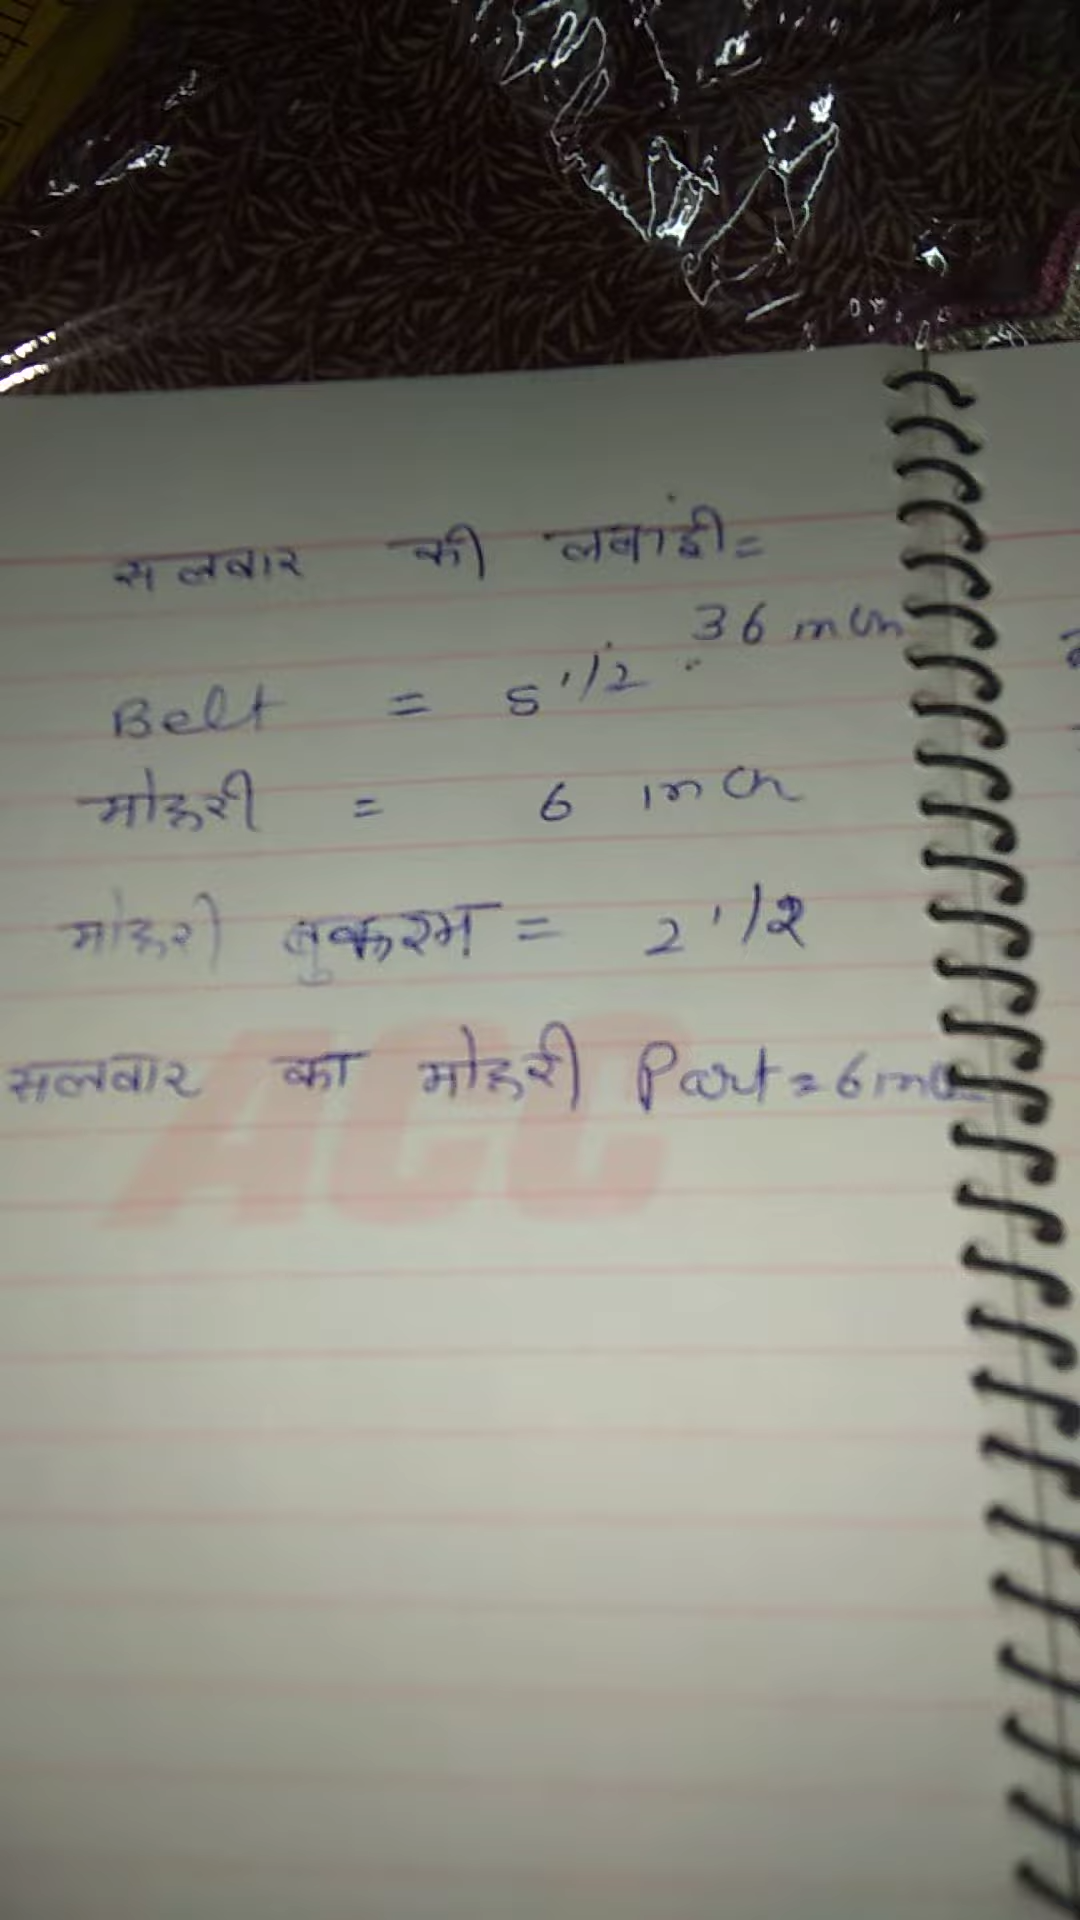 सलवार की लंबाई =
36 inch
Belt = 5 1/2 "
मोहरी = 6 inch
मोहरी बुकरम = 2 1/2
सलवार का मोहरी Part = 6 inch
ACC